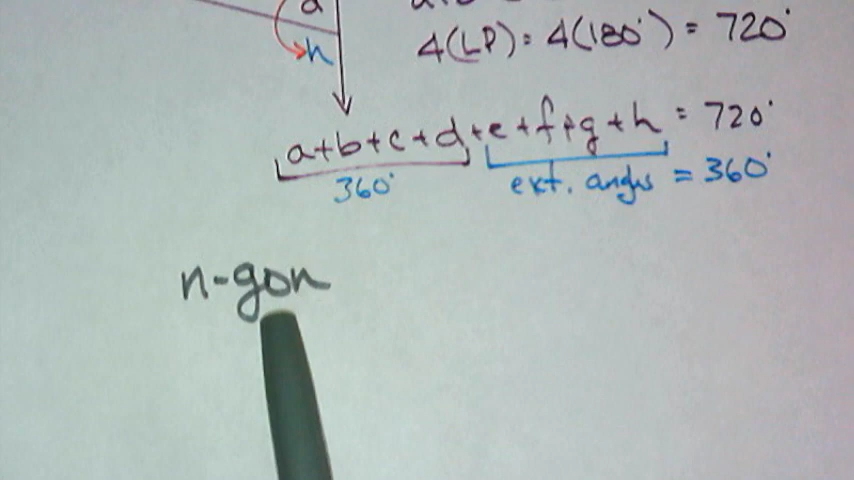 a
h
4(LP) = 4(180°) = 720°
a+b+c+d+e+f+g+h = 720°
360° ext. angles = 360°
n-gon